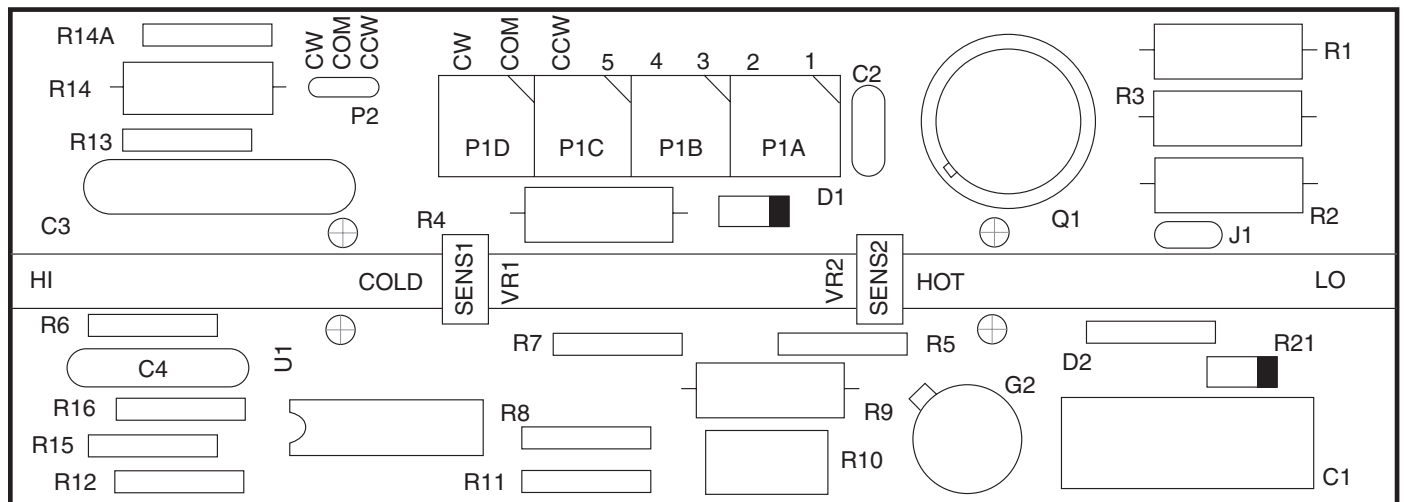 R14A
CW
COM
CCW
CW
COM
CCW
5
4
3
2
1
C2
R1
R14
P2
R3
R13
P1D
P1C
P1B
P1A
D1
C3
R4
Q1
R2
J1
HI
COLD
SENS1
VR1
VR2
SENS2
HOT
LO
R6
R7
R5
D2
R21
C4
U1
G2
R16
R8
R9
R15
R10
R12
R11
C1